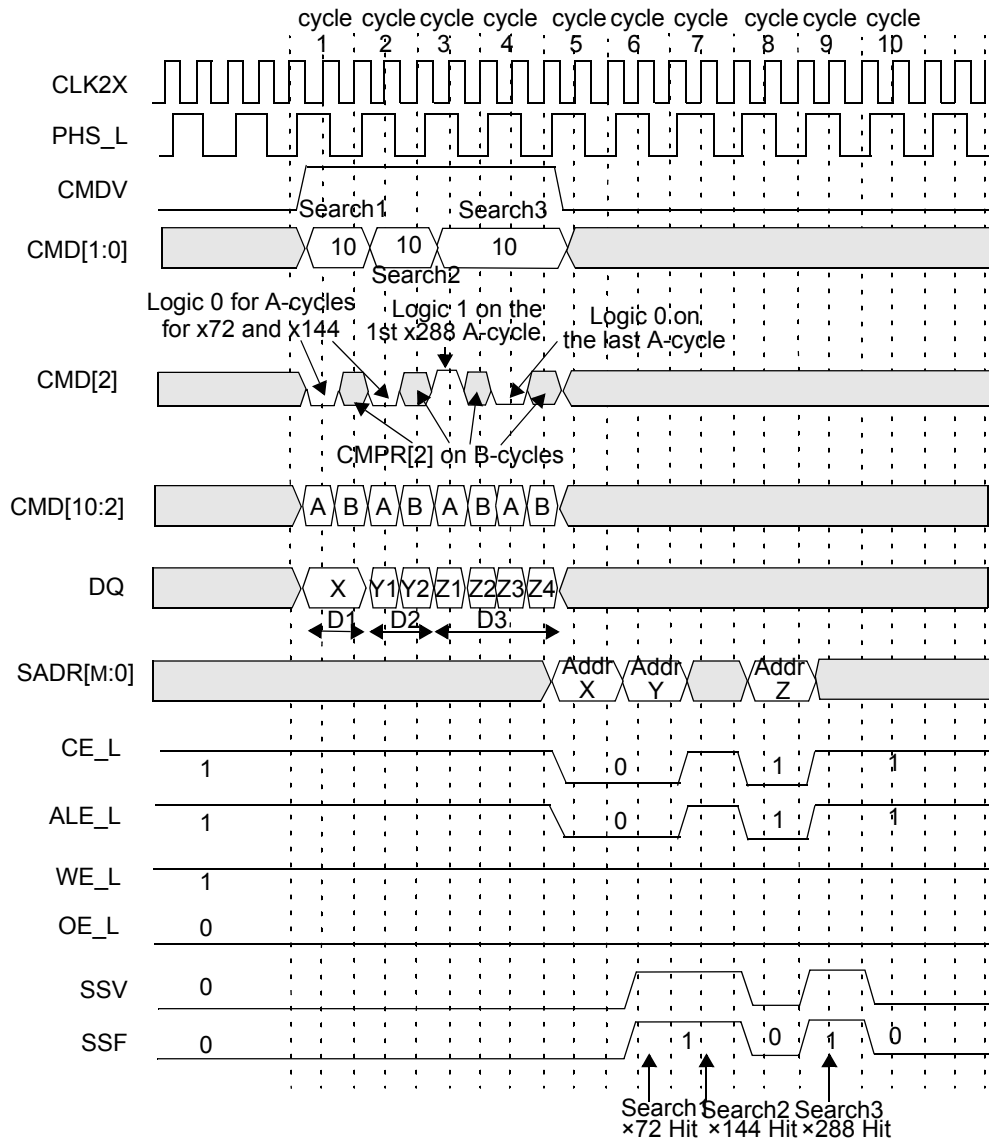 cycle cycle cycle cycle cycle cycle cycle cycle cycle cycle
1 2 3 4 5 6 7 8 9 10
CLK2X
PHS_L
CMDV
Search1 Search3
CMD[1:0] 10 10 10
Search2
Logic 0 for A-cycles
for x72 and x144
Logic 1 on the
1st x288 A-cycle
Logic 0 on
the last A-cycle
CMD[2]
CMPR[2] on B-cycles
CMD[10:2] A B A B A B A B
DQ X Y1 Y2 Z1 Z2 Z3 Z4
D1 D2 D3
SADR[M:0] Addr X Addr Y Addr Z
CE_L 1 0 1 1
ALE_L 1 0 1 1
WE_L 1
OE_L 0
SSV 0
SSF 0 1 0 1 0
Search1 Search2 Search3
×72 Hit ×144 Hit ×288 Hit